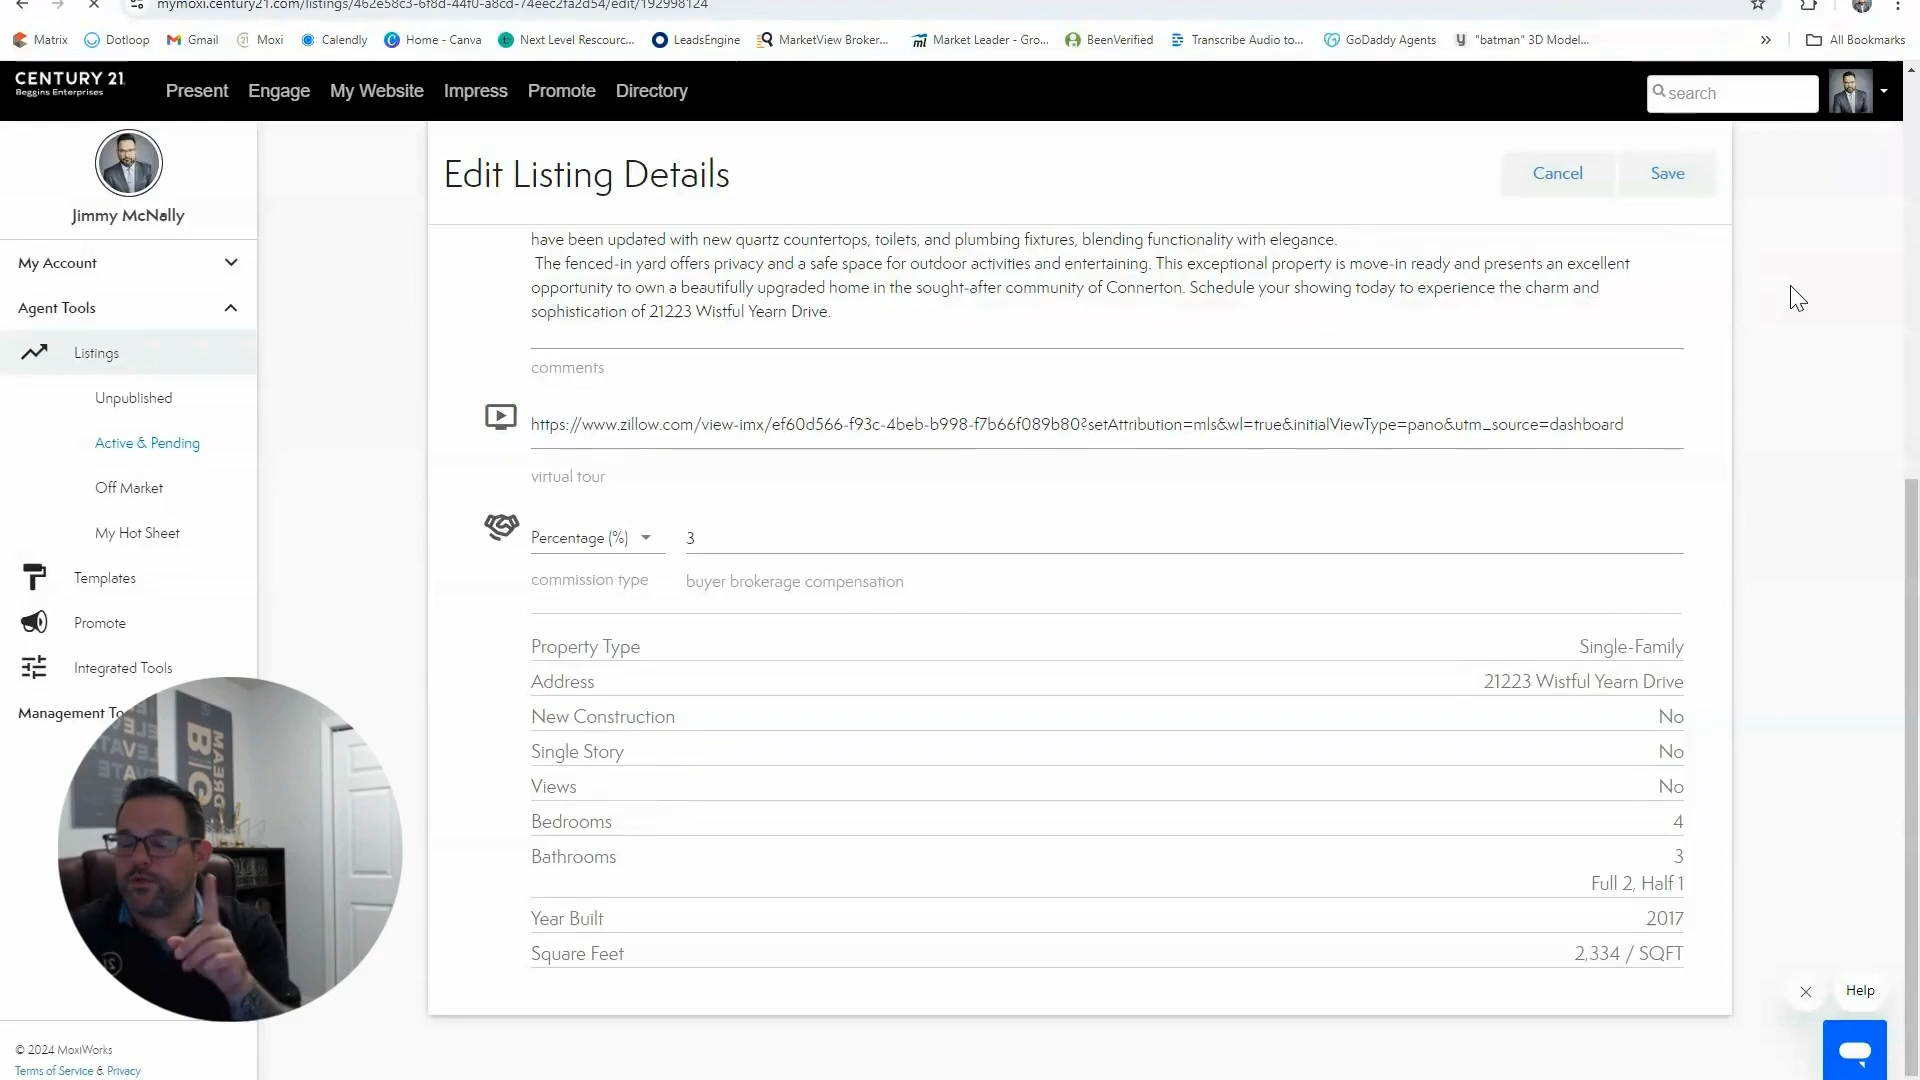 mymoxi.century21.com/listings/462e58c3-6f8d-44f0-a8cd-74eec2fa2d54/edit/192998124
Matrix Dotloop Gmail Moxi Calendly Home - Canva Next Level Rescourc... LeadsEngine MarketView Broker... Market Leader - Gro... BeenVerified Transcribe Audio to... GoDaddy Agents "batman" 3D Model... » All Bookmarks
CENTURY 21
Beggins Enterprises
Present Engage My Website Impress Promote Directory
search
Jimmy McNally
My Account
Agent Tools
Listings
Unpublished
Active & Pending
Off Market
My Hot Sheet
Templates
Promote
Integrated Tools
Management To
© 2024 MoxiWorks
Terms of Service & Privacy
Edit Listing Details
Cancel
Save
have been updated with new quartz countertops, toilets, and plumbing fixtures, blending functionality with elegance.
The fenced-in yard offers privacy and a safe space for outdoor activities and entertaining. This exceptional property is move-in ready and presents an excellent
opportunity to own a beautifully upgraded home in the sought-after community of Connerton. Schedule your showing today to experience the charm and
sophistication of 21223 Wistful Yearn Drive.
comments
https://www.zillow.com/view-imx/ef60d566-f93c-4beb-b998-f7b66f089b80?setAttribution=mls&wl=true&initialViewType=pano&utm_source=dashboard
virtual tour
Percentage (%) 3
commission type buyer brokerage compensation
Property Type Single-Family
Address 21223 Wistful Yearn Drive
New Construction No
Single Story No
Views No
Bedrooms 4
Bathrooms 3
Full 2, Half 1
Year Built 2017
Square Feet 2,334 / SQFT
Help
DREAM
BIG